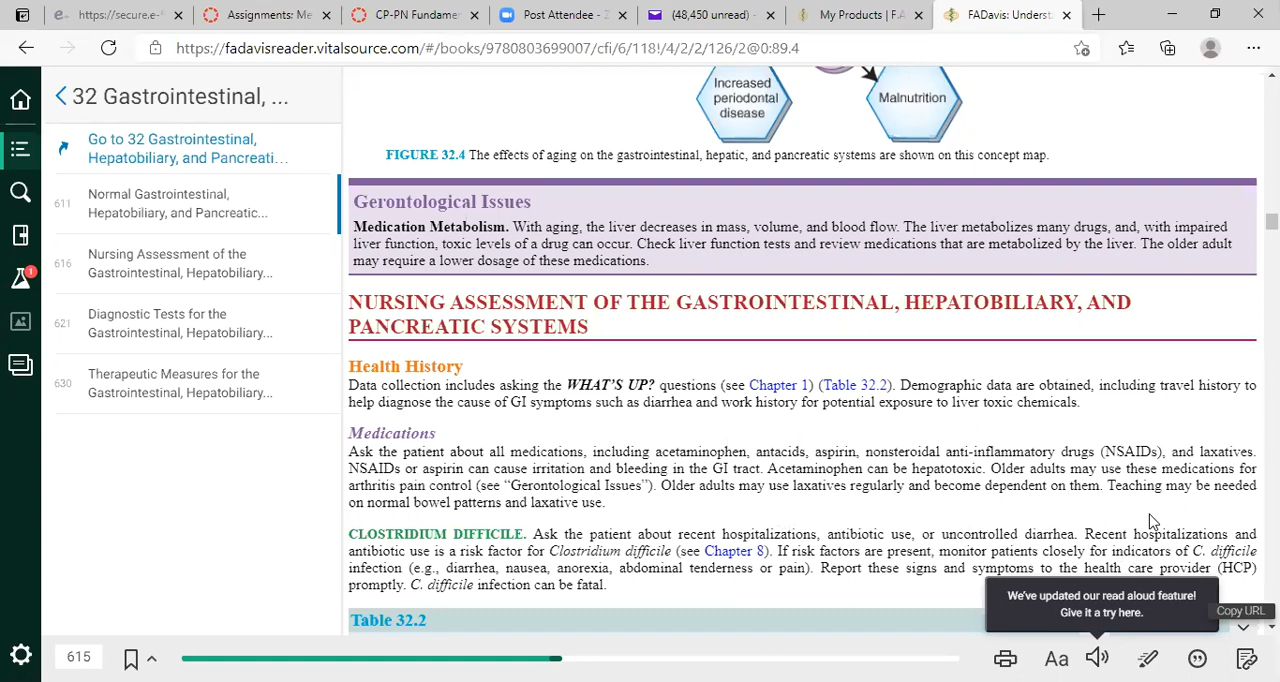 https://secure.e-f
Assignments: Me
CP-PN Fundame
Post Attendee - Z
(48,450 unread) -
My Products | F.A
FADavis: Underst
https://fadavisreader.vitalsource.com/#/books/9780803699007/cfi/6/118!/4/2/2/126/2@0:89.4
32 Gastrointestinal, ...
Go to 32 Gastrointestinal,
Hepatobiliary, and Pancreati...
611
Normal Gastrointestinal,
Hepatobiliary, and Pancreatic...
616
Nursing Assessment of the
Gastrointestinal, Hepatobiliary...
621
Diagnostic Tests for the
Gastrointestinal, Hepatobiliary...
630
Therapeutic Measures for the
Gastrointestinal, Hepatobiliary...
1
Increased
periodontal
disease
Malnutrition
FIGURE 32.4 The effects of aging on the gastrointestinal, hepatic, and pancreatic systems are shown on this concept map.
Gerontological Issues
Medication Metabolism. With aging, the liver decreases in mass, volume, and blood flow. The liver metabolizes many drugs, and, with impaired
liver function, toxic levels of a drug can occur. Check liver function tests and review medications that are metabolized by the liver. The older adult
may require a lower dosage of these medications.
NURSING ASSESSMENT OF THE GASTROINTESTINAL, HEPATOBILIARY, AND
PANCREATIC SYSTEMS
Health History
Data collection includes asking the WHAT'S UP? questions (see Chapter 1) (Table 32.2). Demographic data are obtained, including travel history to
help diagnose the cause of GI symptoms such as diarrhea and work history for potential exposure to liver toxic chemicals.
Medications
Ask the patient about all medications, including acetaminophen, antacids, aspirin, nonsteroidal anti-inflammatory drugs (NSAIDs), and laxatives.
NSAIDs or aspirin can cause irritation and bleeding in the GI tract. Acetaminophen can be hepatotoxic. Older adults may use these medications for
arthritis pain control (see “Gerontological Issues”). Older adults may use laxatives regularly and become dependent on them. Teaching may be needed
on normal bowel patterns and laxative use.
CLOSTRIDIUM DIFFICILE. Ask the patient about recent hospitalizations, antibiotic use, or uncontrolled diarrhea. Recent hospitalizations and
antibiotic use is a risk factor for Clostridium difficile (see Chapter 8). If risk factors are present, monitor patients closely for indicators of C. difficile
infection (e.g., diarrhea, nausea, anorexia, abdominal tenderness or pain). Report these signs and symptoms to the health care provider (HCP)
promptly. C. difficile infection can be fatal.
Table 32.2
We've updated our read aloud feature!
Give it a try here.
Copy URL
615
Aa